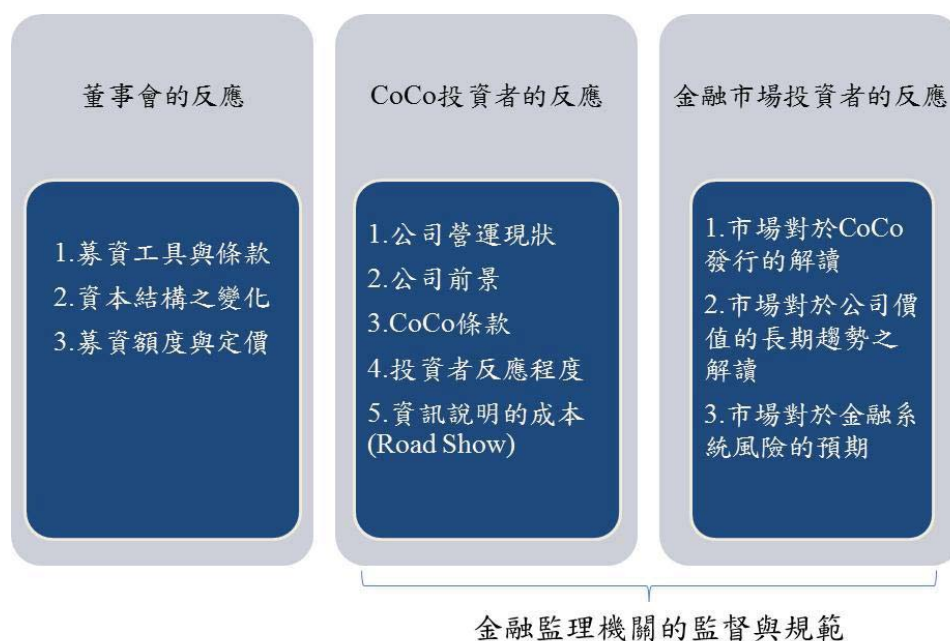 董事會的反應
1.募資工具與條款
2.資本結構之變化
3.募資額度與定價
CoCo投資者的反應
1.公司營運現狀
2.公司前景
3.CoCo條款
4.投資者反應程度
5.資訊說明的成本
(Road Show)
金融市場投資者的反應
1.市場對於CoCo
發行的解讀
2.市場對於公司價
值的長期趨勢之
解讀
3.市場對於金融系
統風險的預期
金融監理機關的監督與規範